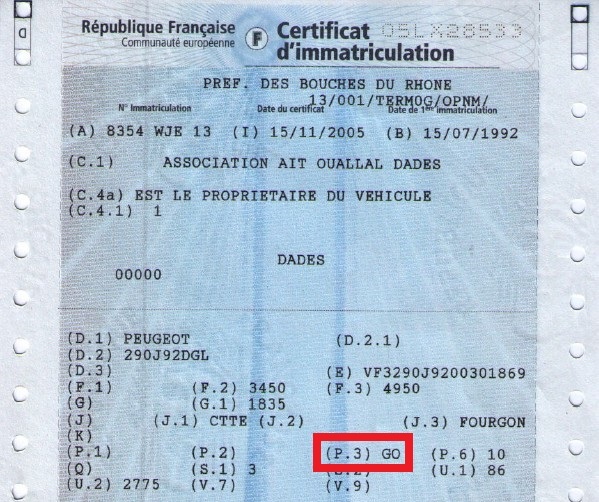 D
République Française
Communauté européenne
F
Certificat
d'immatriculation
05LX28533
PREF. DES BOUCHES DU RHONE
13/001/TERM0G/OPNM/
N° Immatriculation Date du certificat Date de 1ère immatriculation
(A) 8354 WJE 13 (I) 15/11/2005 (B) 15/07/1992
(C.1) ASSOCIATION AIT OUALLAL DADES
(C.4a) EST LE PROPRIETAIRE DU VEHICULE
(C.4.1) 1
DADES
00000
(D.1) PEUGEOT (D.2.1)
(D.2) 290J92DGL
(D.3) (E) VF3290J9200301869
(F.1) (F.2) 3450 (F.3) 4950
(G) (G.1) 1835
(J) (J.1) CTTE (J.2) (J.3) FOURGON
(K)
(P.1) (P.2) (P.3) GO (P.6) 10
(Q) (S.1) 3 (S.2) (U.1) 86
(U.2) 2775 (V.7) (V.9)